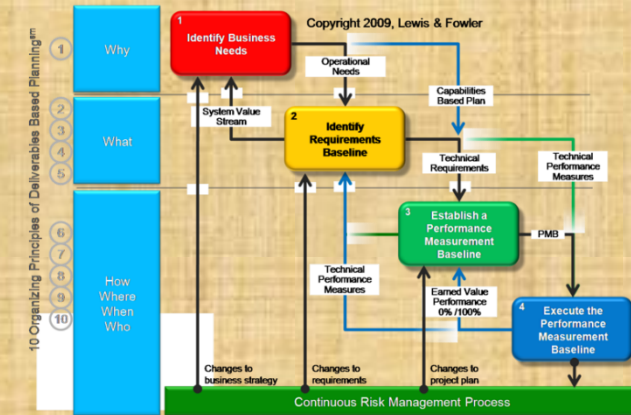 Copyright 2009, Lewis & Fowler
10 Organizing Principles of Deliverables Based Planning℠
1
2
3
4
5
6
7
8
9
10
Why
What
How
Where
When
Who
1
Identify Business
Needs
Operational
Needs
Capabilities
Based Plan
System Value
Stream
2
Identify
Requirements
Baseline
Technical
Requirements
Technical
Performance
Measures
3
Establish a
Performance
Measurement
Baseline
PMB
Technical
Performance
Measures
Earned Value
Performance
0% /100%
4
Execute the
Performance
Measurement
Baseline
Changes to
business strategy
Changes to
requirements
Changes to
project plan
Continuous Risk Management Process